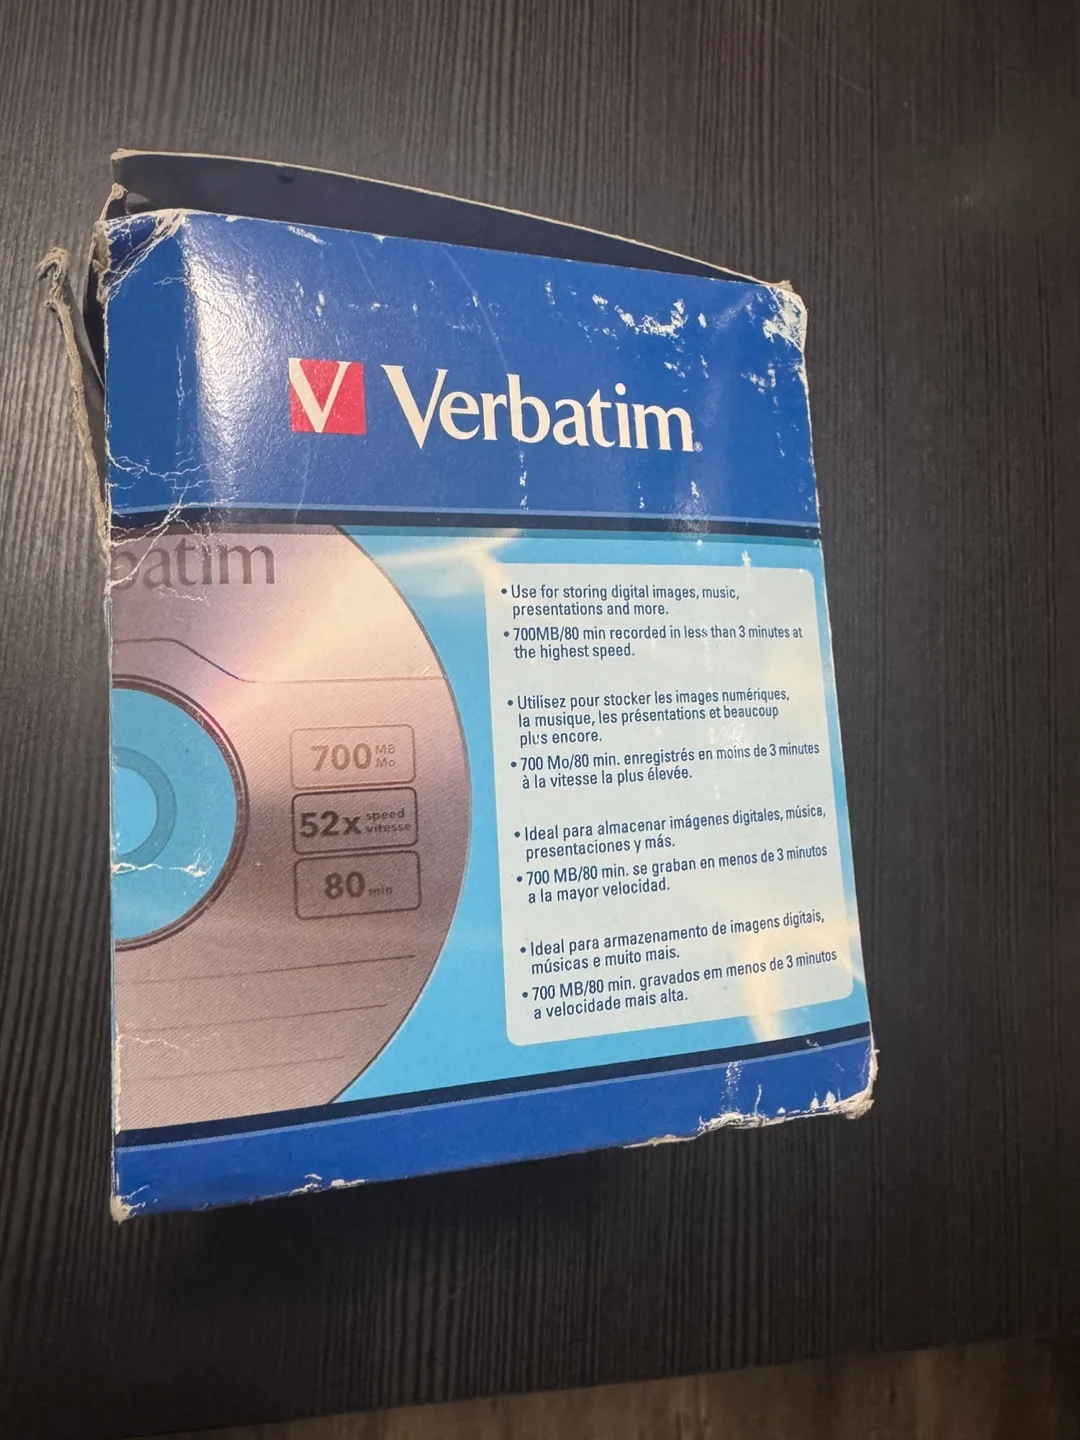 V Verbatim®
batim
700 MB Mo
52x speed vitesse
80 min
• Use for storing digital images, music,
presentations and more.
• 700MB/80 min recorded in less than 3 minutes at
the highest speed.
• Utilisez pour stocker les images numériques,
la musique, les présentations et beaucoup
plus encore.
• 700 Mo/80 min. enregistrés en moins de 3 minutes
à la vitesse la plus élevée.
• Ideal para almacenar imágenes digitales, música,
presentaciones y más.
• 700 MB/80 min. se graban en menos de 3 minutos
a la mayor velocidad.
• Ideal para armazenamento de imagens digitais,
músicas e muito mais.
• 700 MB/80 min. gravados em menos de 3 minutos
a velocidade mais alta.